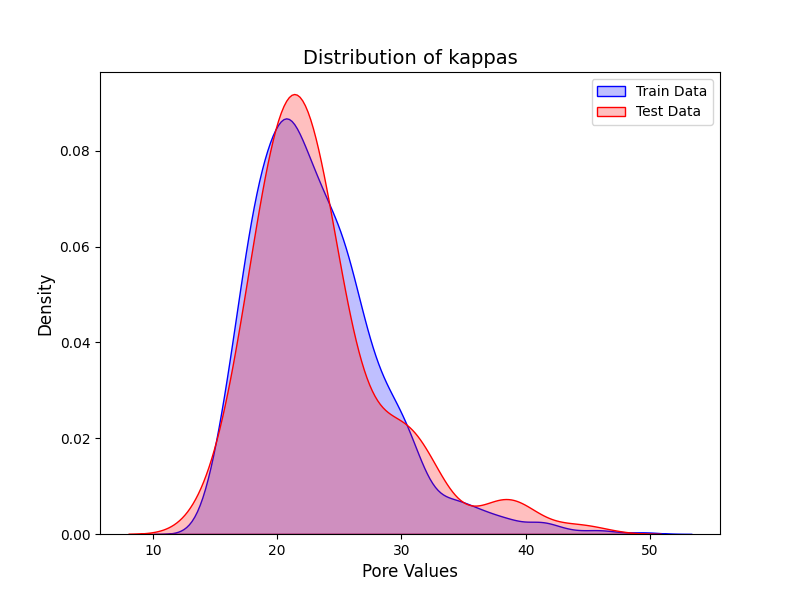 Distribution of kappas
Train Data
Test Data
Density
0.08
0.06
0.04
0.02
0.00
10 20 30 40 50
Pore Values